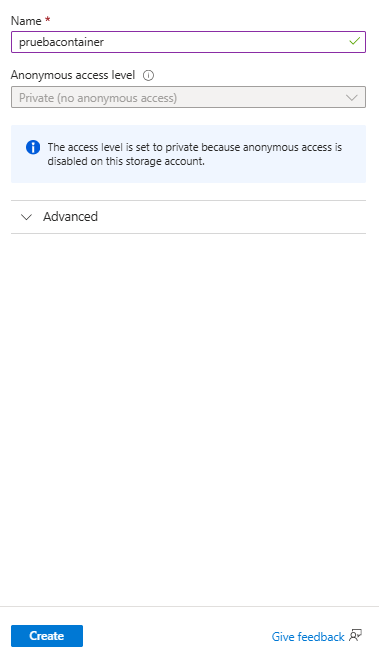 Name *
pruebacontainer
Anonymous access level
Private (no anonymous access)
The access level is set to private because anonymous access is
disabled on this storage account.
Advanced
Create
Give feedback